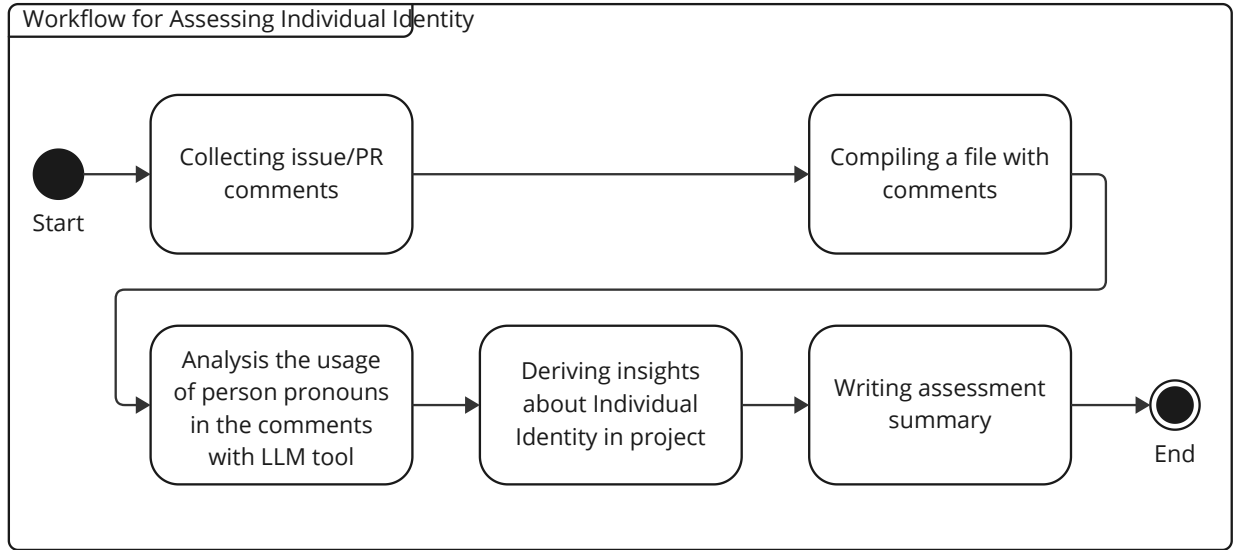 Workflow for Assessing Individual Identity
Collecting issue/PR
comments
Compiling a file with
comments
Start
Analysis the usage
of person pronouns
in the comments
with LLM tool
Deriving insights
about Individual
Identity in project
Writing assessment
summary
End